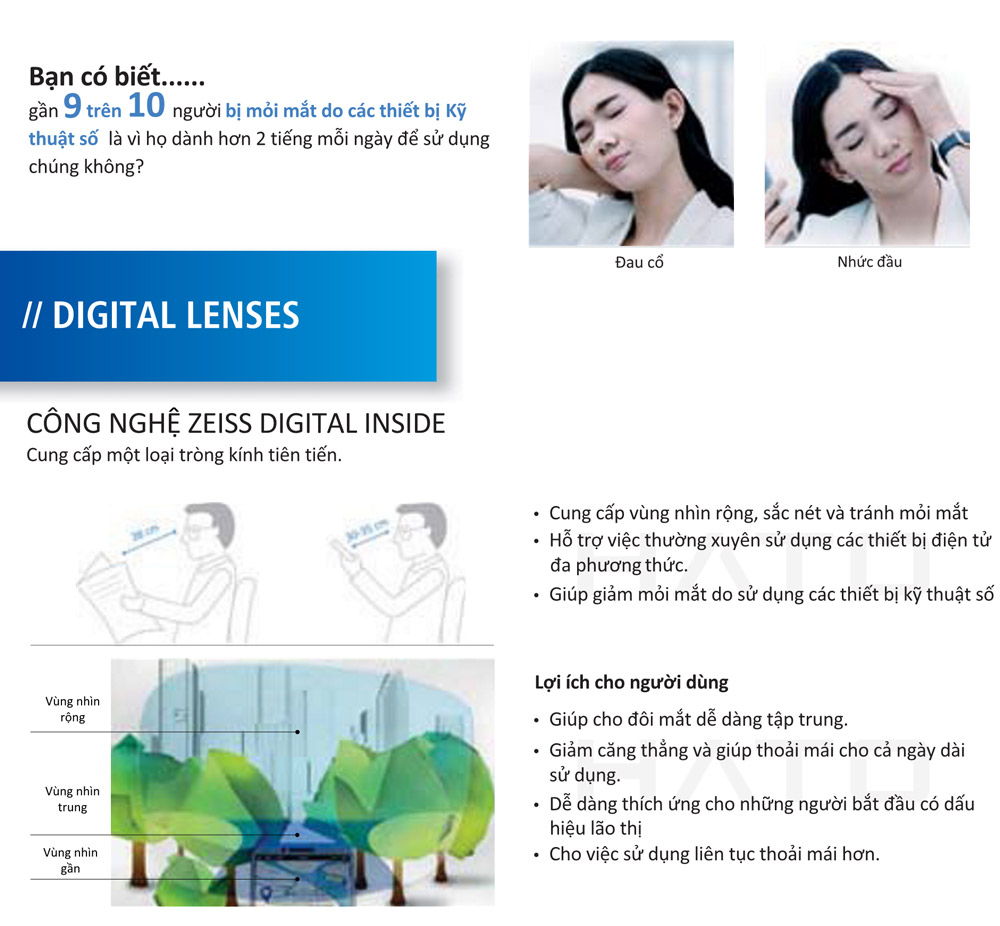 Bạn có biết......
gần 9 trên 10 người bị mỏi mắt do các thiết bị Kỹ
thuật số là vì họ dành hơn 2 tiếng mỗi ngày để sử dụng
chúng không?
Đau cổ
Nhức đầu
// DIGITAL LENSES
CÔNG NGHỆ ZEISS DIGITAL INSIDE
Cung cấp một loại tròng kính tiên tiến.
38 cm
30-35 cm
• Cung cấp vùng nhìn rộng, sắc nét và tránh mỏi mắt
• Hỗ trợ việc thường xuyên sử dụng các thiết bị điện tử
đa phương thức.
• Giúp giảm mỏi mắt do sử dụng các thiết bị kỹ thuật số
HATO
Vùng nhìn
rộng
Vùng nhìn
trung
Vùng nhìn
gần
Lợi ích cho người dùng
• Giúp cho đôi mắt dễ dàng tập trung.
• Giảm căng thẳng và giúp thoải mái cho cả ngày dài
sử dụng.
• Dễ dàng thích ứng cho những người bắt đầu có dấu
hiệu lão thị
• Cho việc sử dụng liên tục thoải mái hơn.
HATO